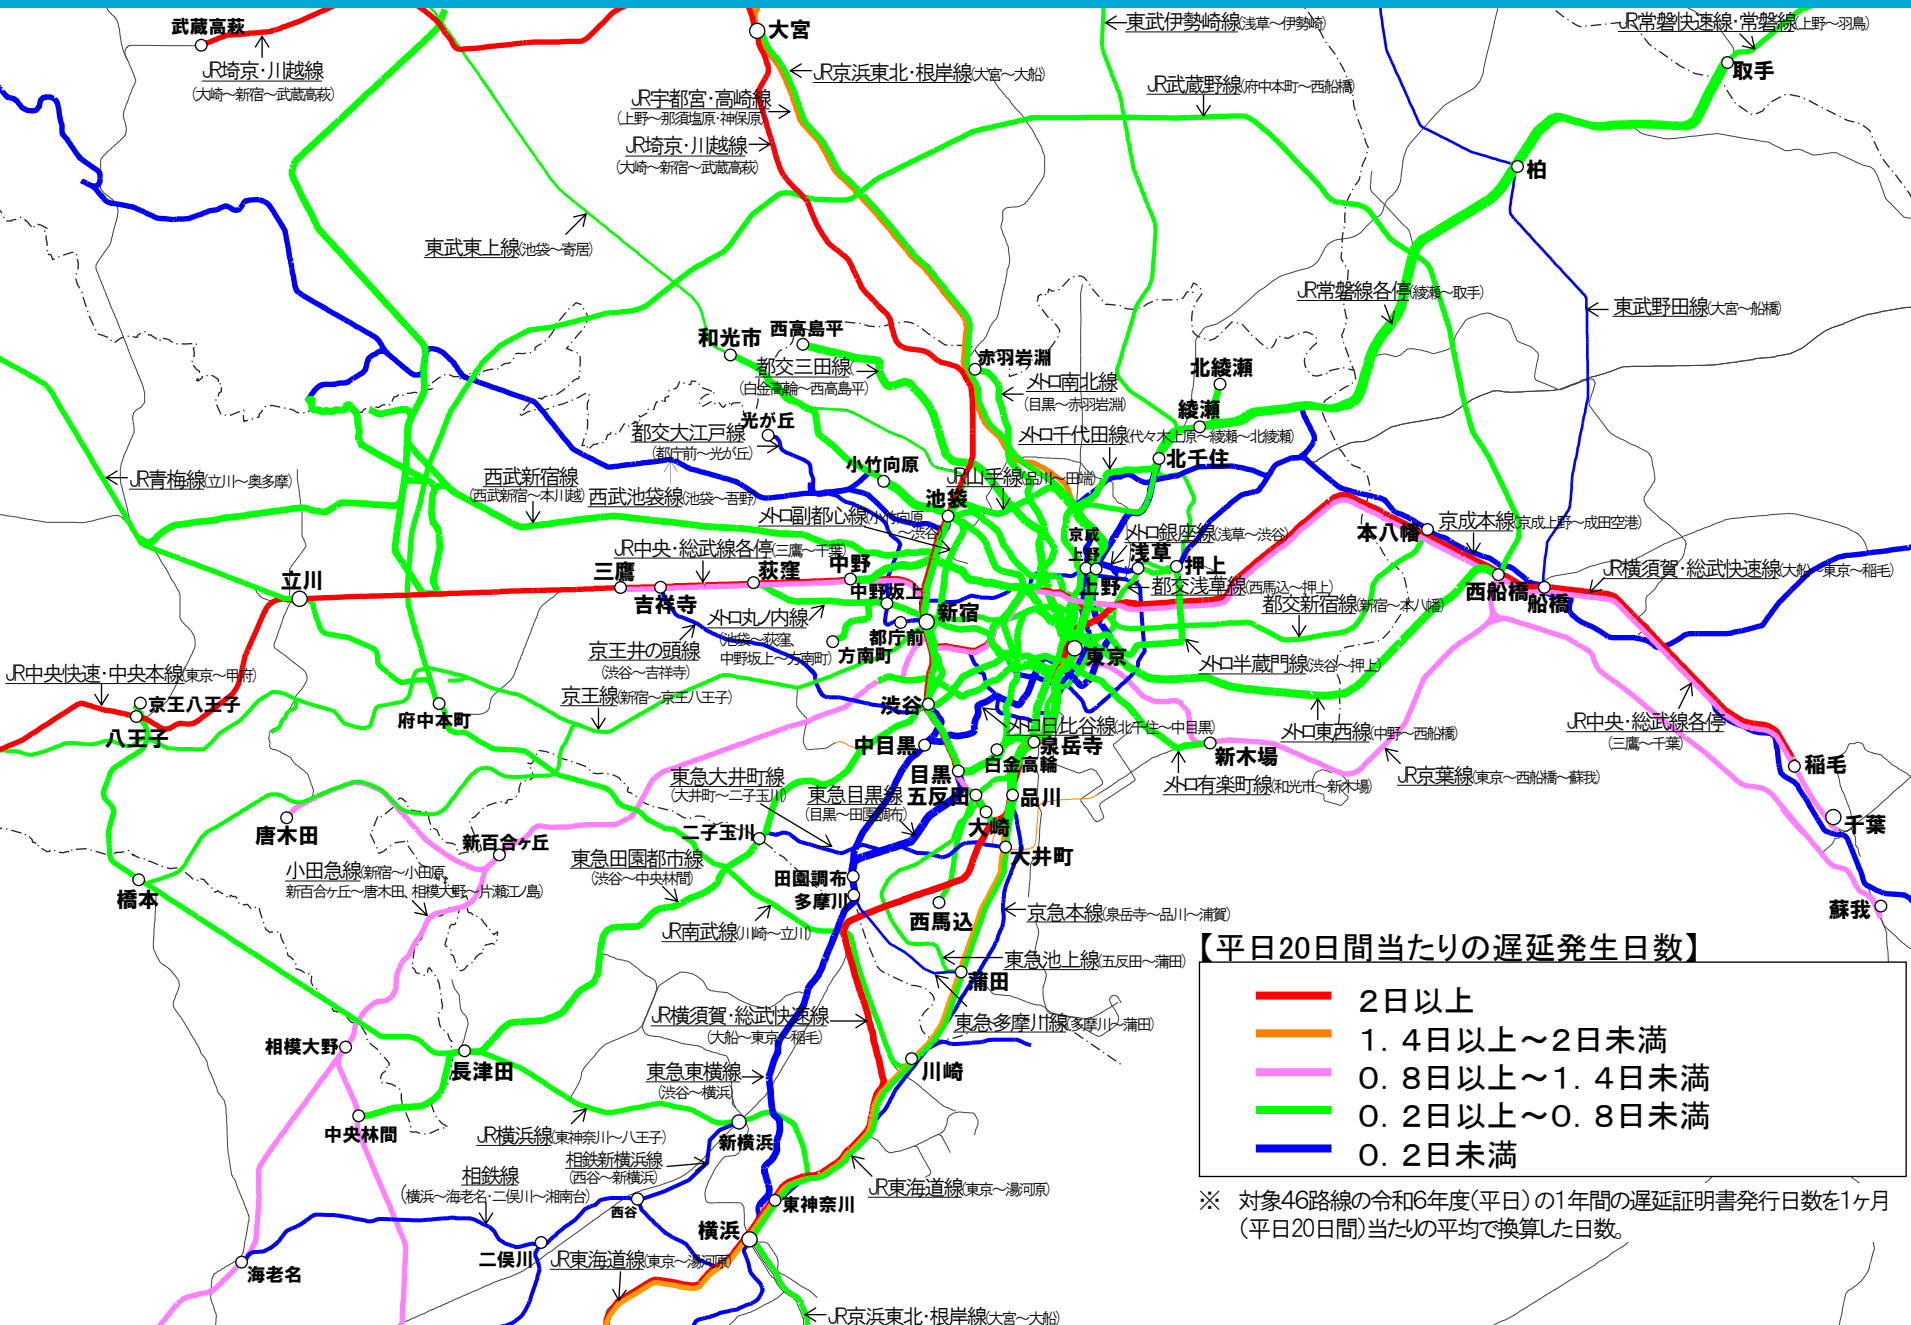 武蔵高萩
大宮
東武伊勢崎線(浅草～伊勢崎)
JR常磐快速線・常磐線(上野～羽鳥)
取手
JR埼京・川越線
(大崎～新宿～武蔵高萩)
JR京浜東北・根岸線(大宮～大船)
JR武蔵野線(府中本町～西船橋)
JR宇都宮・高崎線
(上野～那須塩原・神保原)
JR埼京・川越線
(大崎～新宿～武蔵高萩)
柏
東武東上線(池袋～寄居)
JR常磐線各停(綾瀬～取手)
東武野田線(大宮～船橋)
和光市
西高島平
都交三田線(
(白金高輪～西高島平)
赤羽岩淵
メトロ南北線
(目黒～赤羽岩淵)
北綾瀬
綾瀬
光が丘
都交大江戸線
(都庁前～光が丘)
メトロ千代田線(代々木上原～綾瀬～北綾瀬)
北千住
小竹向原
JR山手線(品川～田端)
JR青梅線(立川～奥多摩)
西武新宿線
(西武新宿～本川越)
西武池袋線(池袋～吾野)
池袋
メトロ副都心線(小竹向原
～渋谷)
本八幡
京成本線(京成上野～成田空港)
京成
上野
メトロ銀座線(浅草～渋谷)
浅草
押上
上野
JR中央・総武線各停(三鷹～千葉)
立川
三鷹
吉祥寺
荻窪
中野
中野坂上
都交浅草線(西馬込～押上)
都交新宿線(新宿～本八幡)
西船橋
船橋
JR横須賀・総武快速線(大船～東京～稲毛)
メトロ丸ノ内線
(池袋～荻窪、
中野坂上～方南町)
新宿
都庁前
方南町
京王井の頭線
(渋谷～吉祥寺)
京王線(新宿～京王八王子)
東京
メトロ半蔵門線(渋谷～押上)
JR中央快速・中央本線(東京～甲府)
京王八王子
八王子
府中本町
渋谷
メトロ日比谷線(北千住～中目黒)
メトロ東西線(中野～西船橋)
JR中央・総武線各停
(三鷹～千葉)
中目黒
泉岳寺
白金高輪
新木場
メトロ有楽町線(和光市～新木場)
JR京葉線(東京～西船橋～蘇我)
稲毛
千葉
蘇我
東急大井町線
(大井町～二子玉川)
東急目黒線
(目黒～田園調布)
目黒
五反田
品川
大崎
大井町
唐木田
新百合ヶ丘
二子玉川
小田急線(新宿～小田原、
新百合ヶ丘～唐木田、相模大野～片瀬江ノ島)
東急田園都市線
(渋谷～中央林間)
橋本
田園調布
多摩川
西馬込
京急本線(泉岳寺～品川～浦賀)
JR南武線(川崎～立川)
東急池上線(五反田～蒲田)
蒲田
東急多摩川線(多摩川～蒲田)
JR横須賀・総武快速線
(大船～東京～稲毛)
相模大野
長津田
東急東横線
(渋谷～横浜)
川崎
中央林間
JR横浜線(東神奈川～八王子)
新横浜
相鉄新横浜線
(西谷～新横浜)
相鉄線
(横浜～海老名・二俣川～湘南台)
西谷
東神奈川
JR東海道線(東京～湯河原)
横浜
二俣川
海老名
JR東海道線(東京～湯河原)
JR京浜東北・根岸線(大宮～大船)
【平日20日間当たりの遅延発生日数】
2日以上
1．4日以上～2日未満
0．8日以上～1．4日未満
0．2日以上～0．8日未満
0．2日未満
※ 対象46路線の令和6年度(平日)の1年間の遅延証明書発行日数を1ヶ月
(平日20日間)当たりの平均で換算した日数。